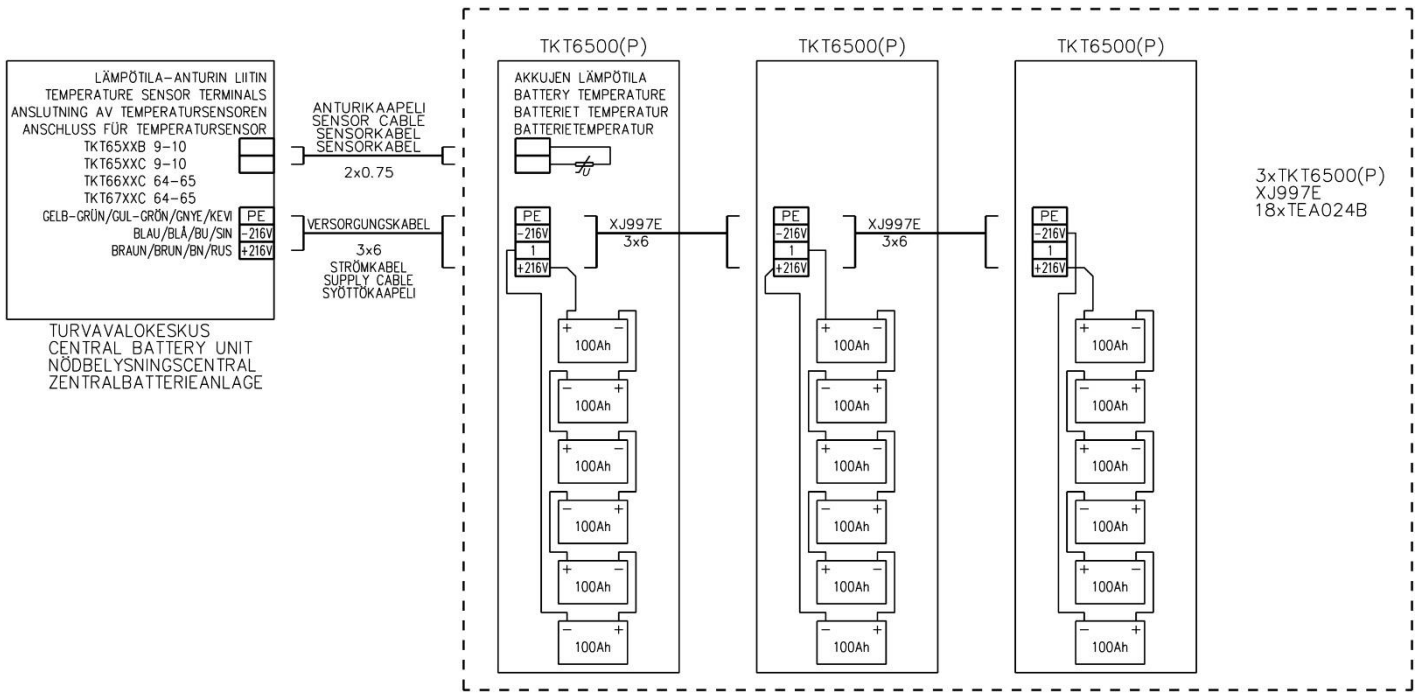 LÄMPÖTILA-ANTURIN LIITIN
TEMPERATURE SENSOR TERMINALS
ANSLUTNING AV TEMPERATURSENSOREN
ANSCHLUSS FÜR TEMPERATURSENSOR
TKT65XXB 9-10
TKT65XXC 9-10
TKT66XXC 64-65
TKT67XXC 64-65
GELB-GRÜN/GUL-GRÖN/GNYE/KEVI PE
BLAU/BLÅ/BU/SIN -216V
BRAUN/BRUN/BN/RUS +216V
TURVAVALOKESKUS
CENTRAL BATTERY UNIT
NÖDBELYSNINGSCENTRAL
ZENTRALBATTERIEANLAGE
ANTURIKAAPELI
SENSOR CABLE
SENSORKABEL
SENSORKABEL
2x0.75
VERSORGUNGSKABEL
3x6
STRÖMKABEL
SUPPLY CABLE
SYÖTTÖKAAPELI
TKT6500(P)
AKKUJEN LÄMPÖTILA
BATTERY TEMPERATURE
BATTERIET TEMPERATUR
BATTERIETEMPERATUR
PE
-216V
1
+216V
+ -
100Ah
- +
100Ah
+ -
100Ah
- +
100Ah
+ -
100Ah
- +
100Ah
XJ997E
3x6
TKT6500(P)
PE
-216V
1
+216V
+ -
100Ah
- +
100Ah
+ -
100Ah
- +
100Ah
+ -
100Ah
- +
100Ah
XJ997E
3x6
TKT6500(P)
PE
-216V
1
+216V
+ -
100Ah
- +
100Ah
+ -
100Ah
- +
100Ah
+ -
100Ah
- +
100Ah
3xTKT6500(P)
XJ997E
18xTEA024B